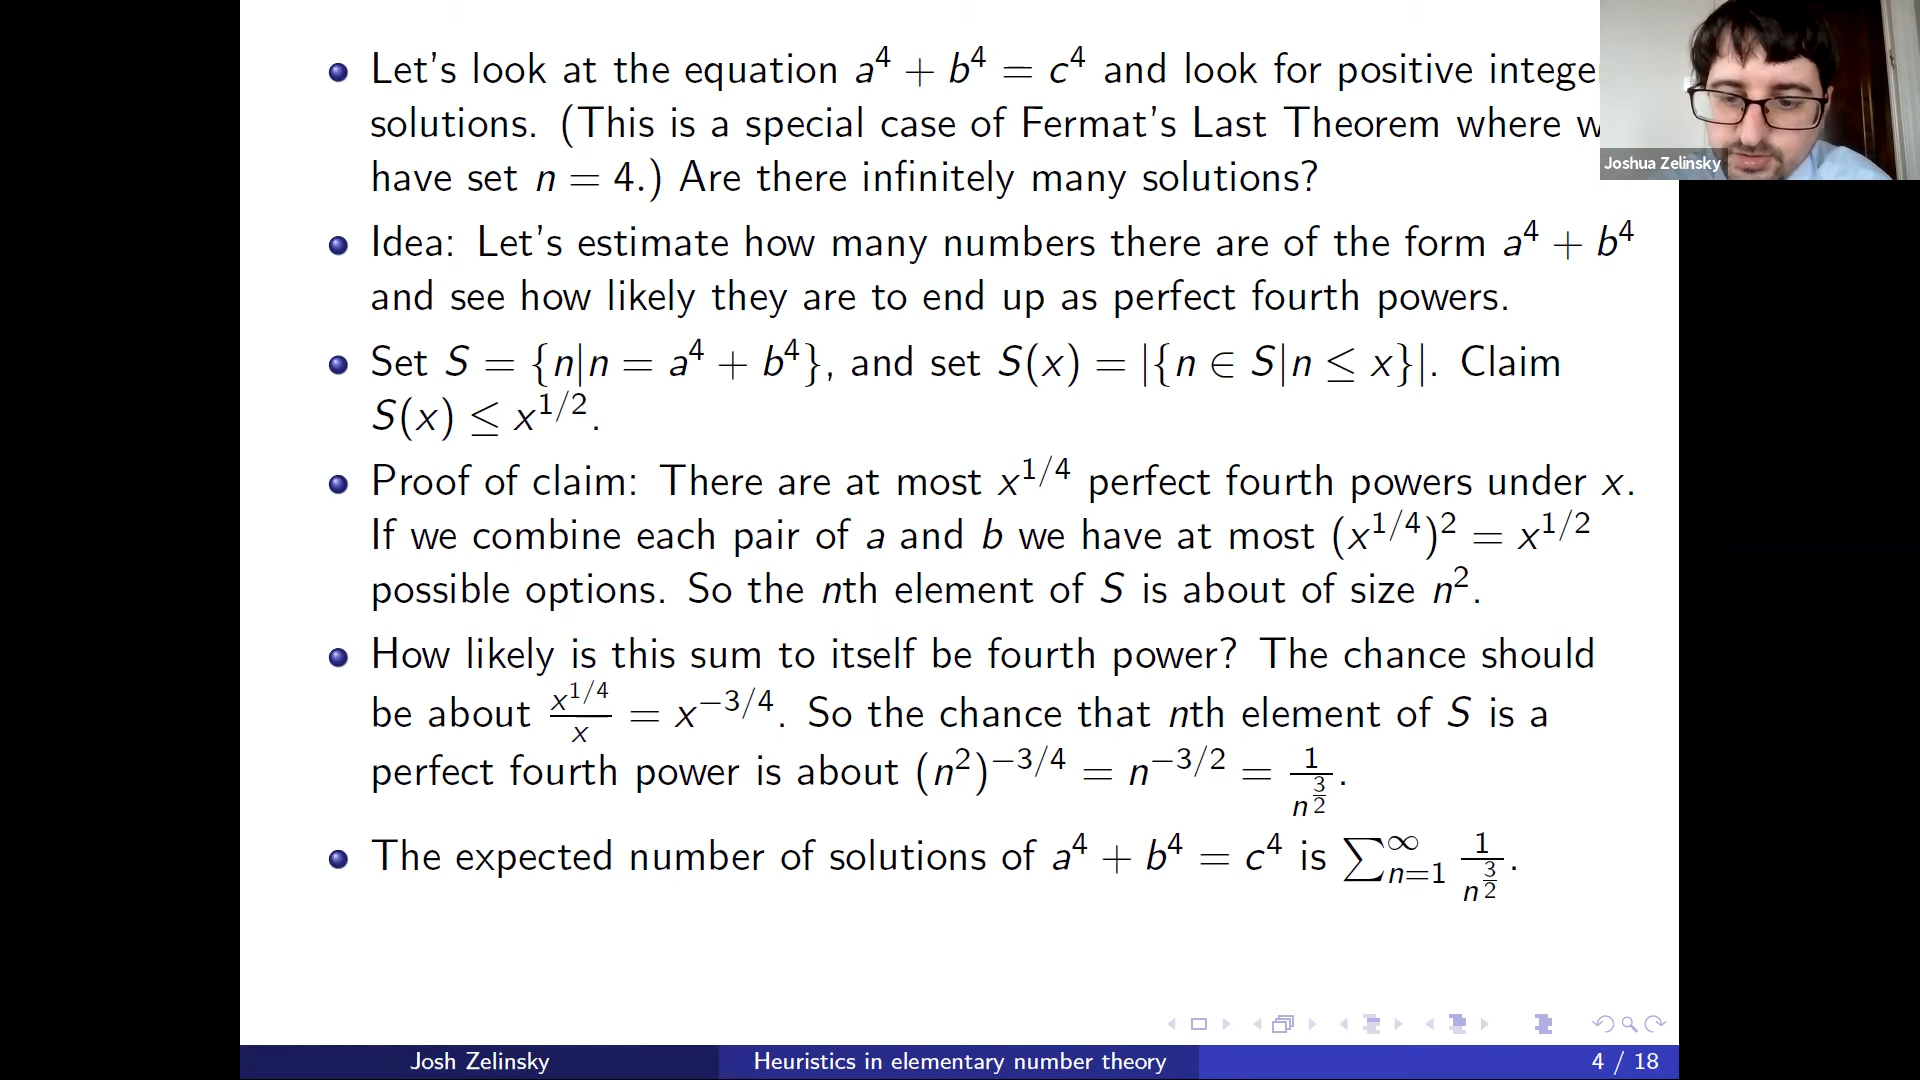 Let's look at the equation a⁴ + b⁴ = c⁴ and look for positive intege
solutions. (This is a special case of Fermat's Last Theorem where w
have set n = 4.) Are there infinitely many solutions?
Idea: Let's estimate how many numbers there are of the form a⁴ + b⁴
and see how likely they are to end up as perfect fourth powers.
Set S = {n|n = a⁴ + b⁴}, and set S(x) = |{n ∈ S|n ≤ x}|. Claim
S(x) ≤ x^{1/2}.
Proof of claim: There are at most x^{1/4} perfect fourth powers under x.
If we combine each pair of a and b we have at most (x^{1/4})² = x^{1/2}
possible options. So the nth element of S is about of size n².
How likely is this sum to itself be fourth power? The chance should
be about \frac{x^{1/4}}{x} = x^{-3/4}. So the chance that nth element of S is a
perfect fourth power is about (n²)^{-3/4} = n^{-3/2} = \frac{1}{n^{\frac{3}{2}}}.
The expected number of solutions of a⁴ + b⁴ = c⁴ is \sum_{n=1}^{∞} \frac{1}{n^{\frac{3}{2}}}.
Joshua Zelinsky
Josh Zelinsky
Heuristics in elementary number theory
4 / 18